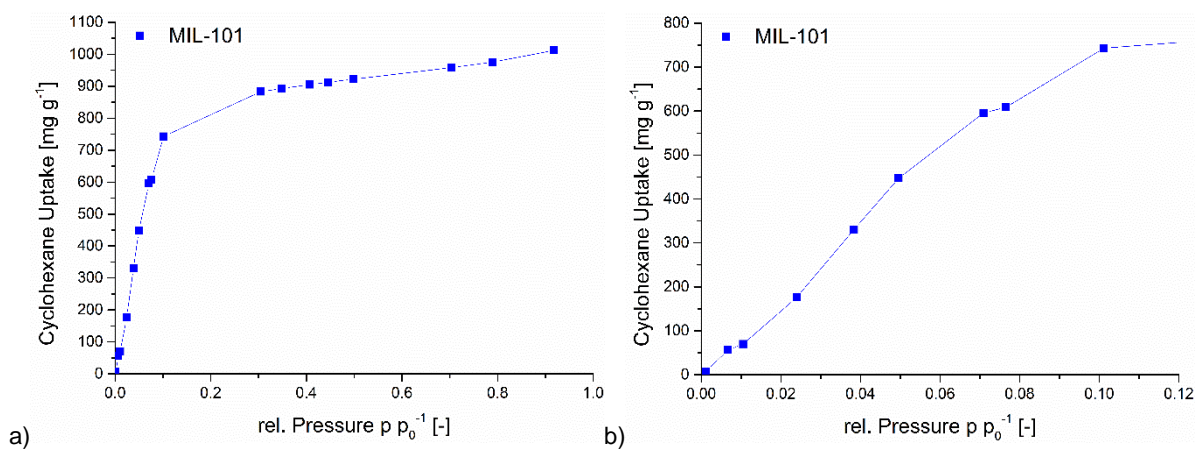 MIL-101
Cyclohexane Uptake [mg g⁻¹]
1100
1000
900
800
700
600
500
400
300
200
100
0
0.0 0.2 0.4 0.6 0.8 1.0
rel. Pressure p p₀⁻¹ [-]
a)
MIL-101
Cyclohexane Uptake [mg g⁻¹]
800
700
600
500
400
300
200
100
0
0.00 0.02 0.04 0.06 0.08 0.10 0.12
rel. Pressure p p₀⁻¹ [-]
b)